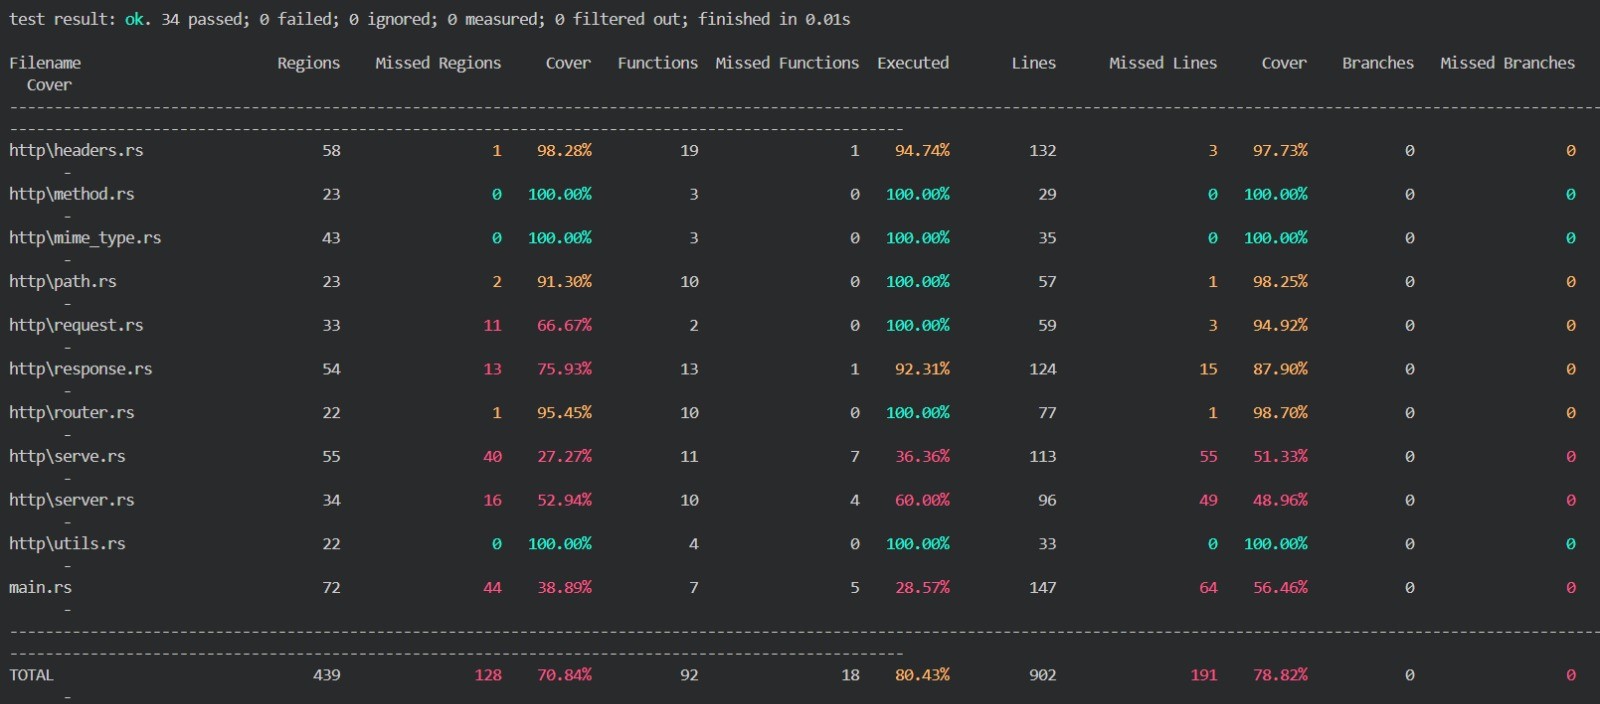 test result: ok. 34 passed; 0 failed; 0 ignored; 0 measured; 0 filtered out; finished in 0.01s
Filename Regions Missed Regions Cover Functions Missed Functions Executed Lines Missed Lines Cover Branches Missed Branches
Cover
----------------------------------------------------------------------------------------------------------------------------------------------------------------------------------
----------------------------------------------------------------------------------------------------
http\headers.rs 58 1 98.28% 19 1 94.74% 132 3 97.73% 0 0
-
http\method.rs 23 0 100.00% 3 0 100.00% 29 0 100.00% 0 0
-
http\mime_type.rs 43 0 100.00% 3 0 100.00% 35 0 100.00% 0 0
-
http\path.rs 23 2 91.30% 10 0 100.00% 57 1 98.25% 0 0
-
http\request.rs 33 11 66.67% 2 0 100.00% 59 3 94.92% 0 0
-
http\response.rs 54 13 75.93% 13 1 92.31% 124 15 87.90% 0 0
-
http\router.rs 22 1 95.45% 10 0 100.00% 77 1 98.70% 0 0
-
http\serve.rs 55 40 27.27% 11 7 36.36% 113 55 51.33% 0 0
-
http\server.rs 34 16 52.94% 10 4 60.00% 96 49 48.96% 0 0
-
http\utils.rs 22 0 100.00% 4 0 100.00% 33 0 100.00% 0 0
-
main.rs 72 44 38.89% 7 5 28.57% 147 64 56.46% 0 0
-
----------------------------------------------------------------------------------------------------------------------------------------------------------------------------------
----------------------------------------------------------------------------------------------------
TOTAL 439 128 70.84% 92 18 80.43% 902 191 78.82% 0 0
-